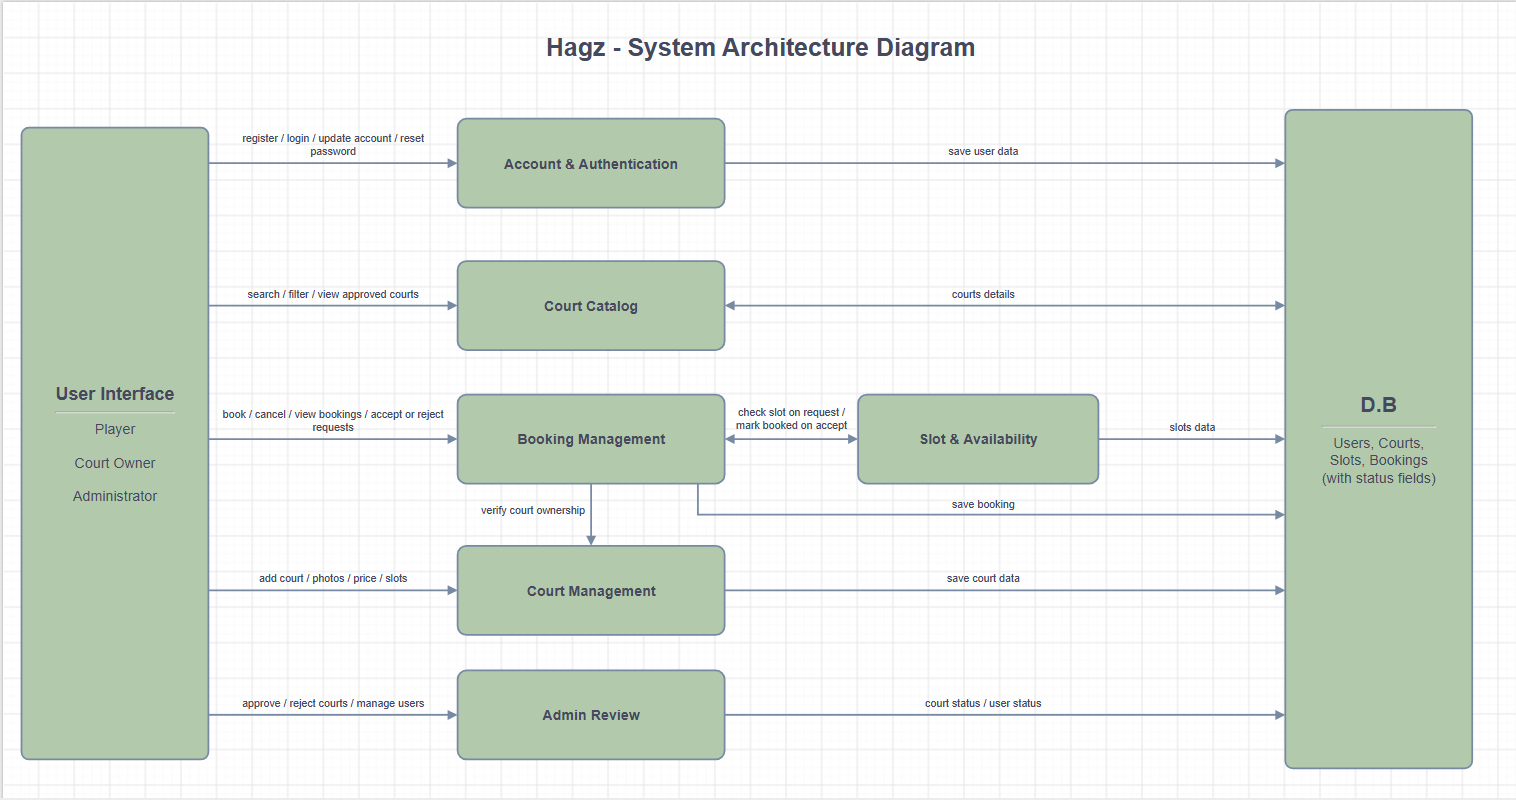 Hagz - System Architecture Diagram
register / login / update account / reset
password
Account & Authentication
save user data
search / filter / view approved courts
Court Catalog
courts details
User Interface
Player
Court Owner
Administrator
book / cancel / view bookings / accept or reject
requests
Booking Management
check slot on request /
mark booked on accept
Slot & Availability
slots data
D.B
Users, Courts,
Slots, Bookings
(with status fields)
verify court ownership
save booking
add court / photos / price / slots
Court Management
save court data
approve / reject courts / manage users
Admin Review
court status / user status